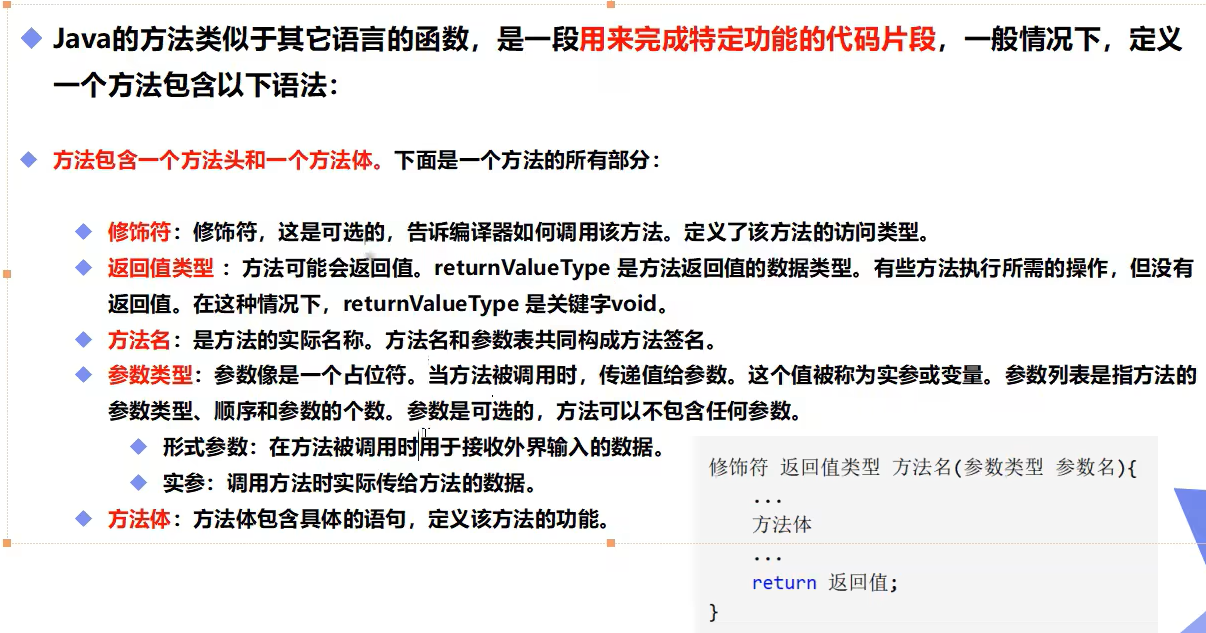 Java的方法类似于其它语言的函数，是一段用来完成特定功能的代码片段，一般情况下，定义
一个方法包含以下语法：
方法包含一个方法头和一个方法体。下面是一个方法的所有部分：
修饰符：修饰符，这是可选的，告诉编译器如何调用该方法。定义了该方法的访问类型。
返回值类型 ：方法可能会返回值。returnValueType 是方法返回值的数据类型。有些方法执行所需的操作，但没有
返回值。在这种情况下，returnValueType 是关键字void。
方法名：是方法的实际名称。方法名和参数表共同构成方法签名。
参数类型：参数像是一个占位符。当方法被调用时，传递值给参数。这个值被称为实参或变量。参数列表是指方法的
参数类型、顺序和参数的个数。参数是可选的，方法可以不包含任何参数。
形式参数：在方法被调用时用于接收外界输入的数据。
实参：调用方法时实际传给方法的数据。
方法体：方法体包含具体的语句，定义该方法的功能。
修饰符 返回值类型 方法名(参数类型 参数名){
...
方法体
...
return 返回值;
}